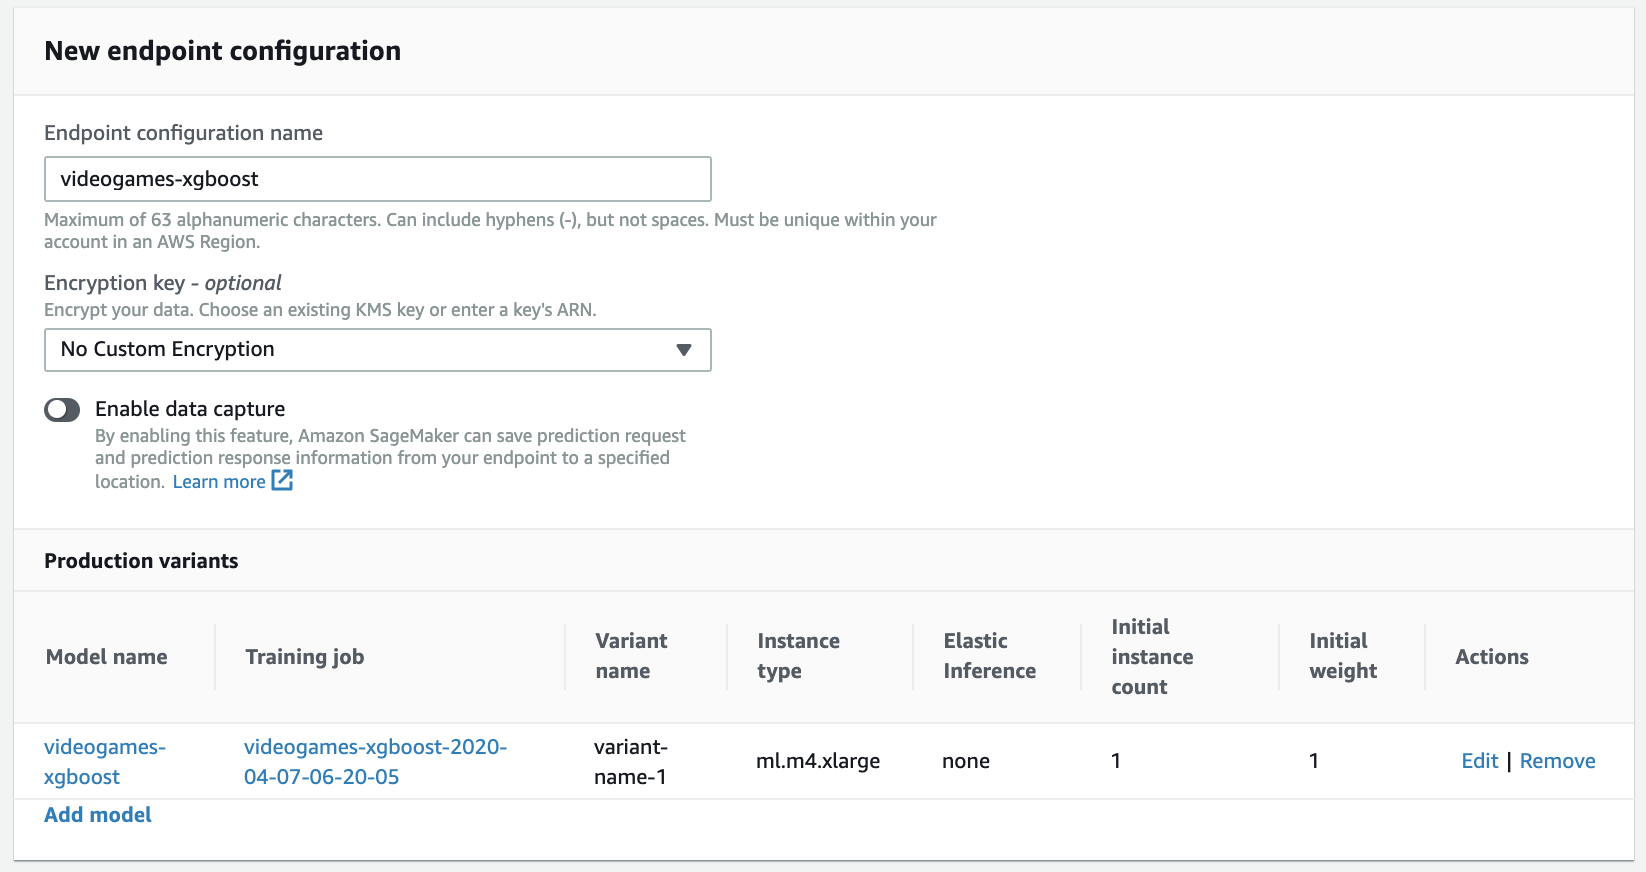 New endpoint configuration
Endpoint configuration name
videogames-xgboost
Maximum of 63 alphanumeric characters. Can include hyphens (-), but not spaces. Must be unique within your
account in an AWS Region.
Encryption key - optional
Encrypt your data. Choose an existing KMS key or enter a key's ARN.
No Custom Encryption
Enable data capture
By enabling this feature, Amazon SageMaker can save prediction request
and prediction response information from your endpoint to a specified
location. Learn more
Production variants
Model name
Training job
Variant
name
Instance
type
Elastic
Inference
Initial
instance
count
Initial
weight
Actions
videogames-
xgboost
videogames-xgboost-2020-
04-07-06-20-05
variant-
name-1
ml.m4.xlarge
none
1
1
Edit | Remove
Add model